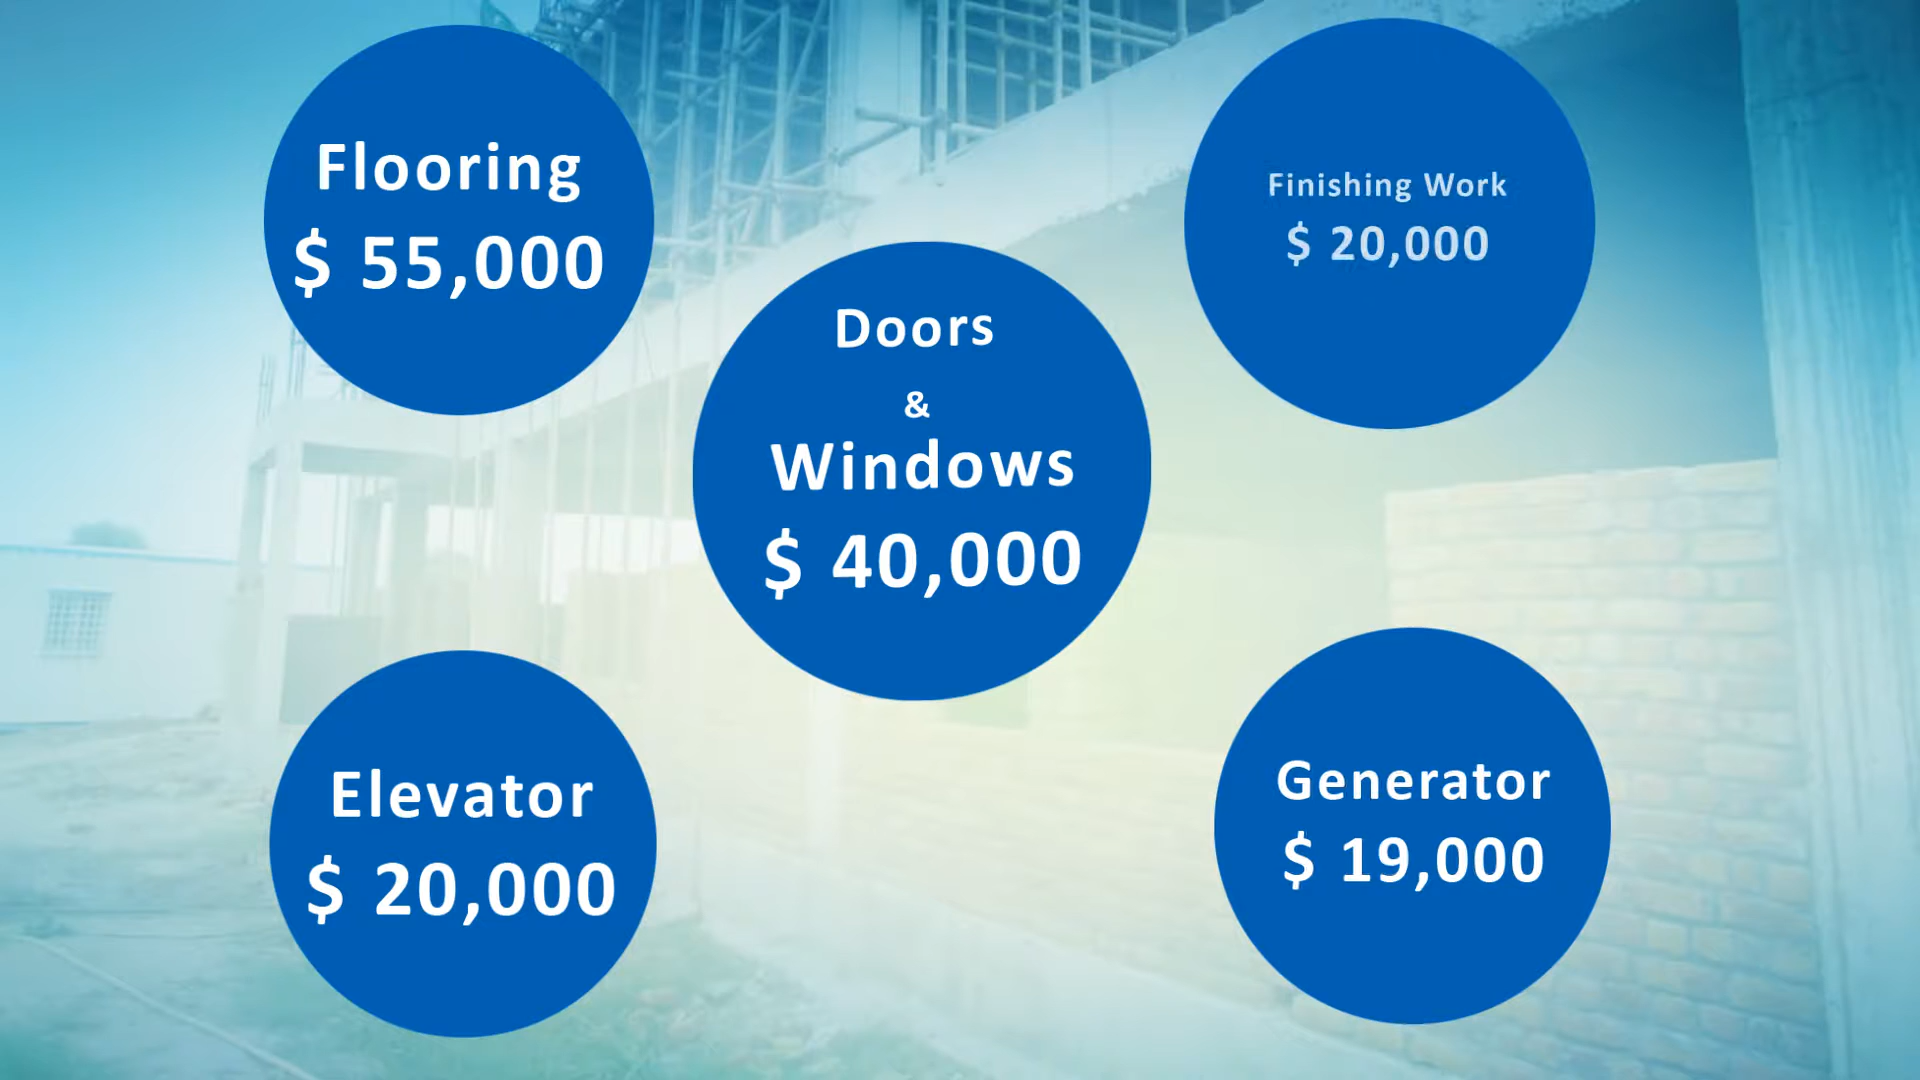 Flooring
$ 55,000
Finishing Work
$ 20,000
Doors
&
Windows
$ 40,000
Elevator
$ 20,000
Generator
$ 19,000